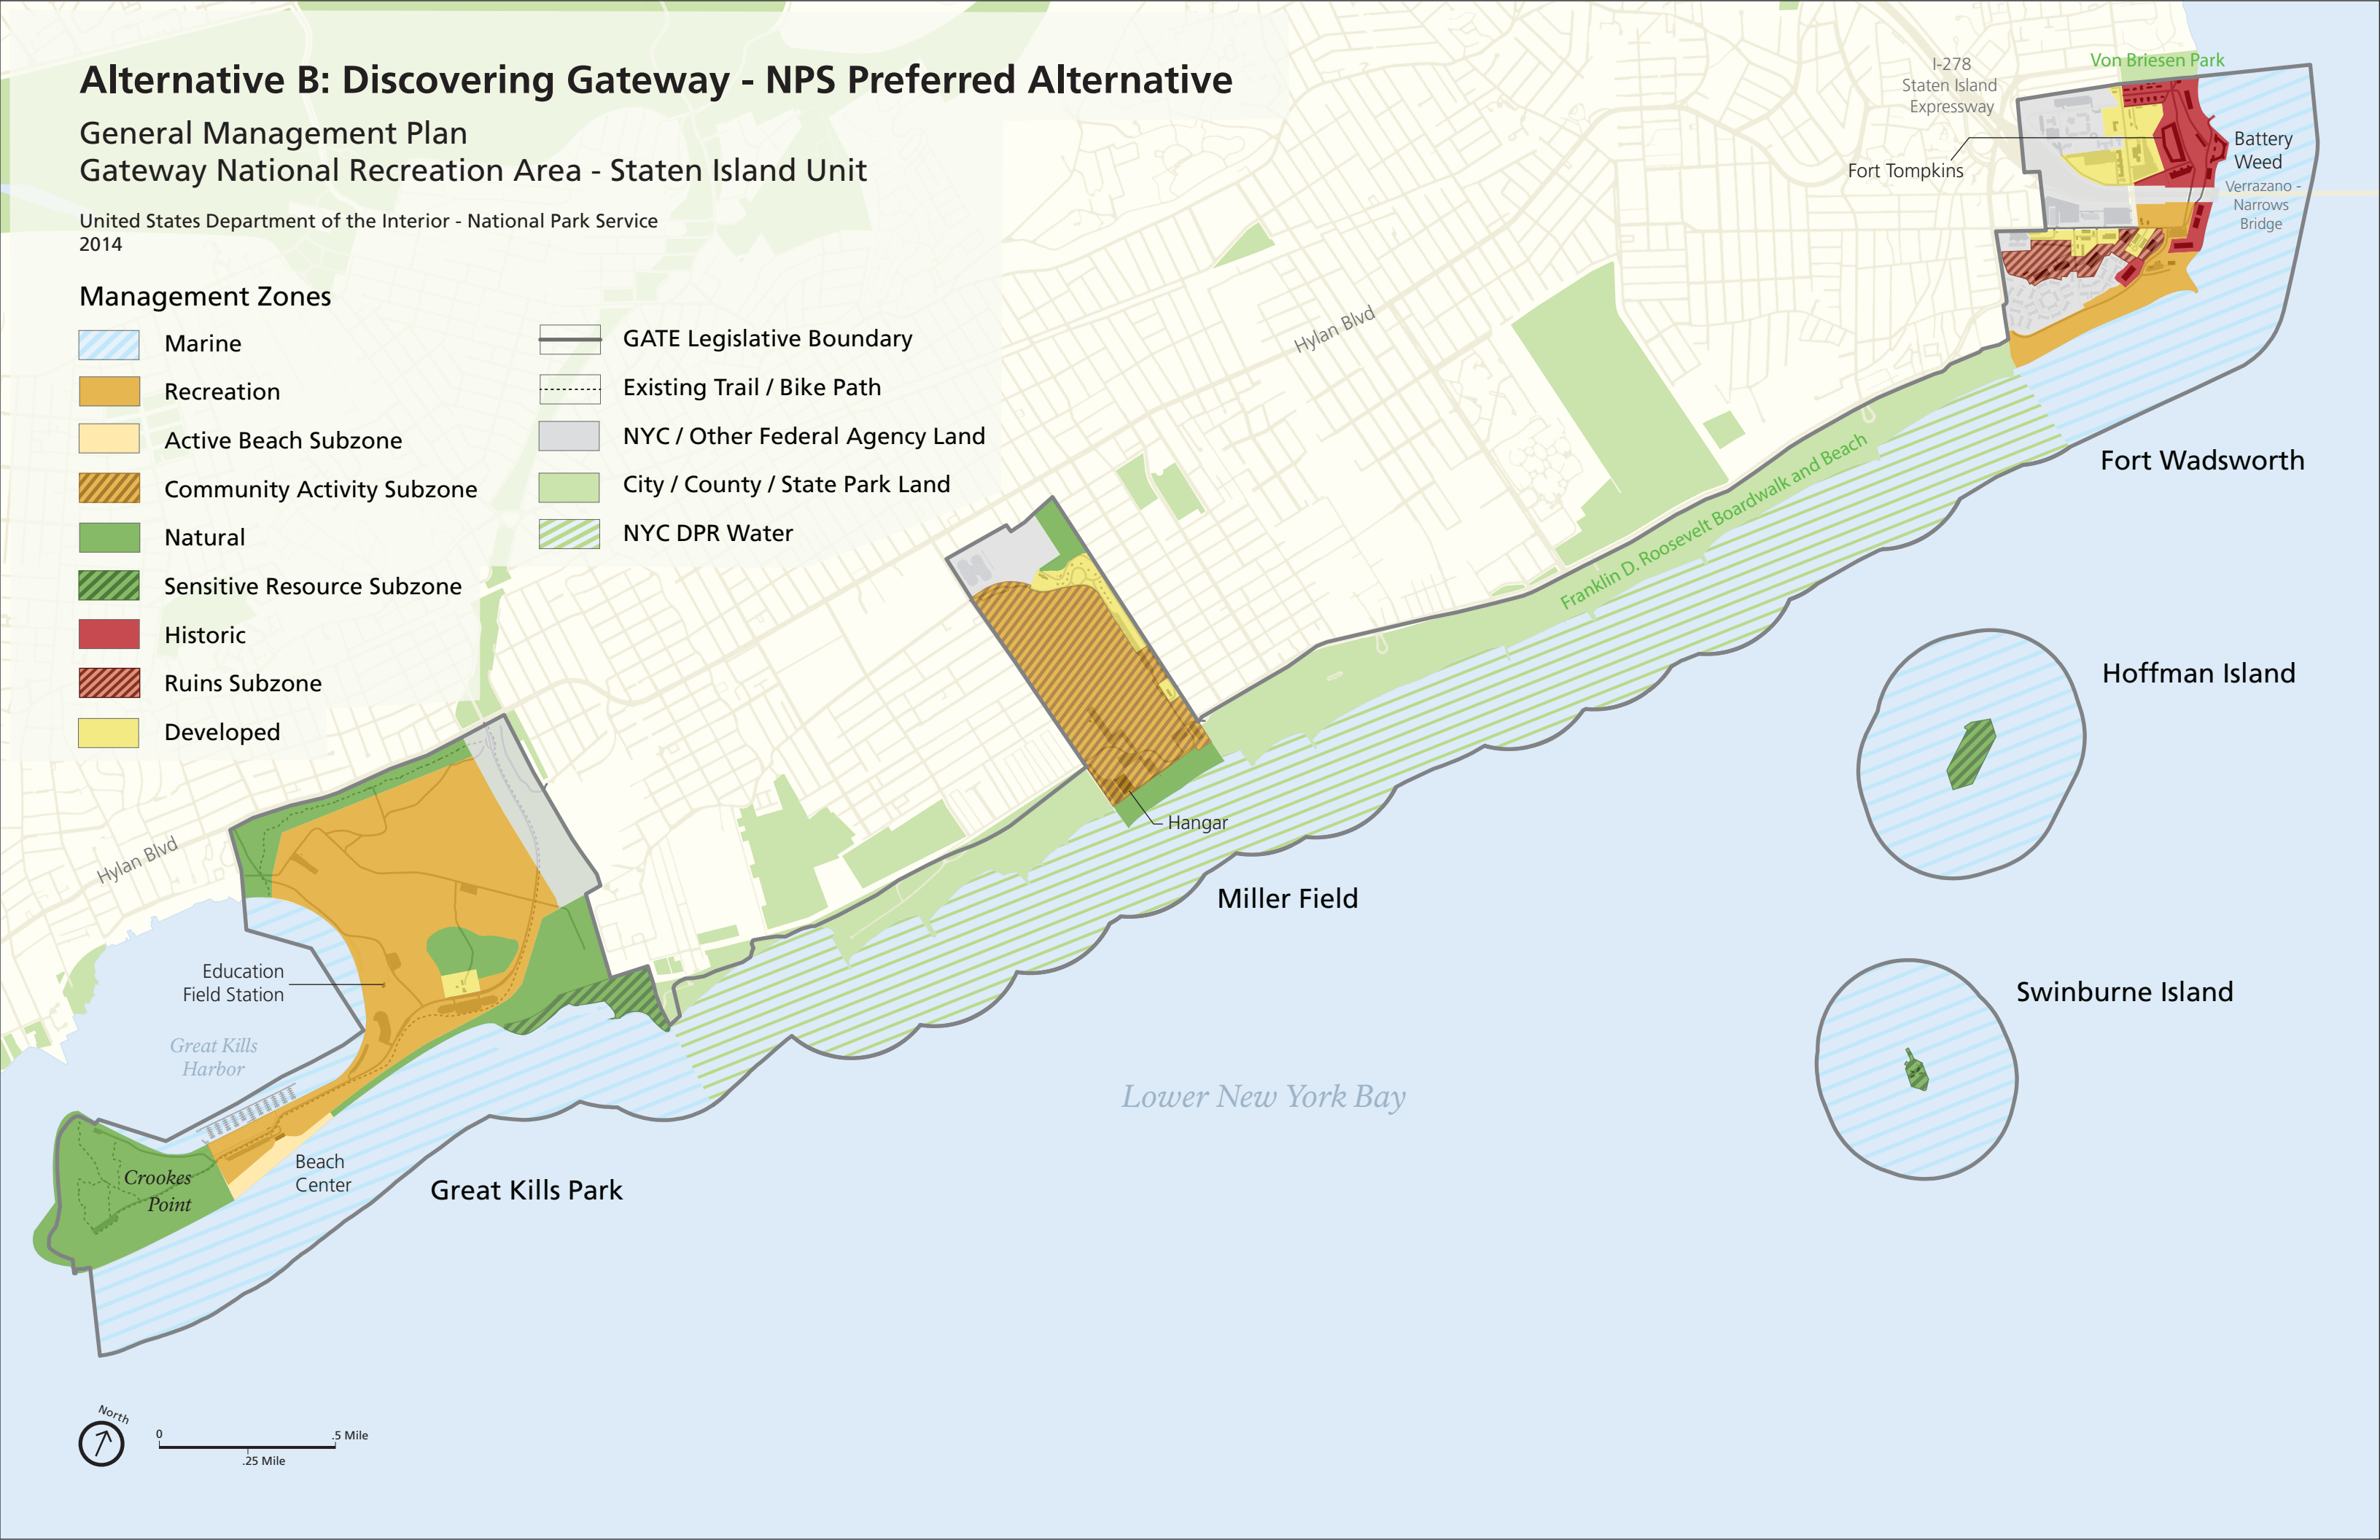 Alternative B: Discovering Gateway - NPS Preferred Alternative
General Management Plan
Gateway National Recreation Area - Staten Island Unit
United States Department of the Interior - National Park Service
2014
Management Zones
Marine
Recreation
Active Beach Subzone
Community Activity Subzone
Natural
Sensitive Resource Subzone
Historic
Ruins Subzone
Developed
GATE Legislative Boundary
Existing Trail / Bike Path
NYC / Other Federal Agency Land
City / County / State Park Land
NYC DPR Water
Von Briesen Park
I-278
Staten Island
Expressway
Fort Tompkins
Battery
Weed
Verrazano -
Narrows
Bridge
Hylan Blvd
Franklin D. Roosevelt Boardwalk and Beach
Fort Wadsworth
Hoffman Island
Hangar
Miller Field
Hylan Blvd
Education
Field Station
Great Kills
Harbor
Swinburne Island
Lower New York Bay
Beach
Center
Crookes
Point
Great Kills Park
North
0
.5 Mile
.25 Mile